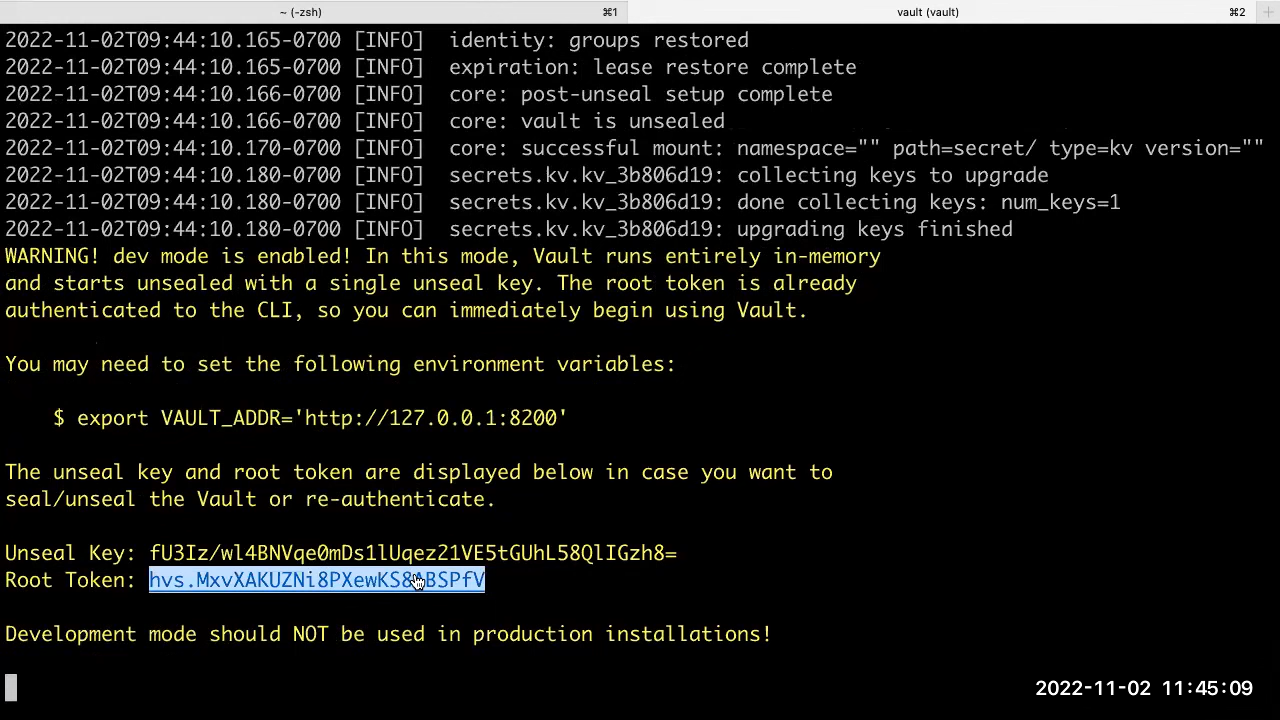 ~ (-zsh) ⌘1 vault (vault) ⌘2
2022-11-02T09:44:10.165-0700 [INFO]  identity: groups restored
2022-11-02T09:44:10.165-0700 [INFO]  expiration: lease restore complete
2022-11-02T09:44:10.166-0700 [INFO]  core: post-unseal setup complete
2022-11-02T09:44:10.166-0700 [INFO]  core: vault is unsealed
2022-11-02T09:44:10.170-0700 [INFO]  core: successful mount: namespace="" path=secret/ type=kv version=""
2022-11-02T09:44:10.180-0700 [INFO]  secrets.kv.kv_3b806d19: collecting keys to upgrade
2022-11-02T09:44:10.180-0700 [INFO]  secrets.kv.kv_3b806d19: done collecting keys: num_keys=1
2022-11-02T09:44:10.180-0700 [INFO]  secrets.kv.kv_3b806d19: upgrading keys finished
WARNING! dev mode is enabled! In this mode, Vault runs entirely in-memory
and starts unsealed with a single unseal key. The root token is already
authenticated to the CLI, so you can immediately begin using Vault.
You may need to set the following environment variables:
$ export VAULT_ADDR='http://127.0.0.1:8200'
The unseal key and root token are displayed below in case you want to
seal/unseal the Vault or re-authenticate.
Unseal Key: fU3Iz/wl4BNVqe0mDs1lUqez21VE5tGUhL58QlIGzh8=
Root Token:
Development mode should NOT be used in production installations!
2022-11-02 11:45:09